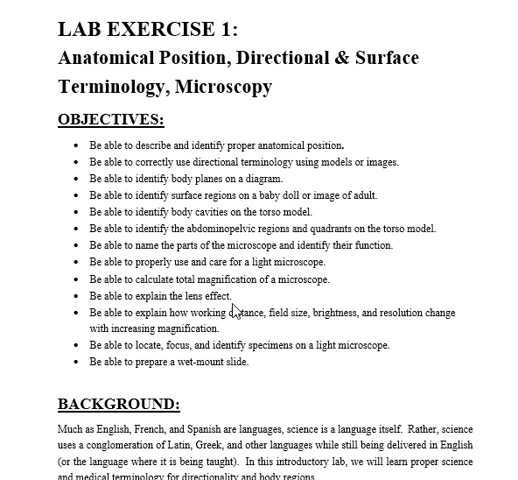 LAB EXERCISE 1:
Anatomical Position, Directional & Surface
Terminology, Microscopy
OBJECTIVES:
• Be able to describe and identify proper anatomical position.
• Be able to correctly use directional terminology using models or images.
• Be able to identify body planes on a diagram.
• Be able to identify surface regions on a baby doll or image of adult.
• Be able to identify body cavities on the torso model.
• Be able to identify the abdominopelvic regions and quadrants on the torso model.
• Be able to name the parts of the microscope and identify their function.
• Be able to properly use and care for a light microscope.
• Be able to calculate total magnification of a microscope.
• Be able to explain the lens effect.
• Be able to explain how working distance, field size, brightness, and resolution change
with increasing magnification.
• Be able to locate, focus, and identify specimens on a light microscope.
• Be able to prepare a wet-mount slide.
BACKGROUND:
Much as English, French, and Spanish are languages, science is a language itself.  Rather, science
uses a conglomeration of Latin, Greek, and other languages while still being delivered in English
(or the language where it is being taught).  In this introductory lab, we will learn proper science
and medical terminology for directionality and body regions.